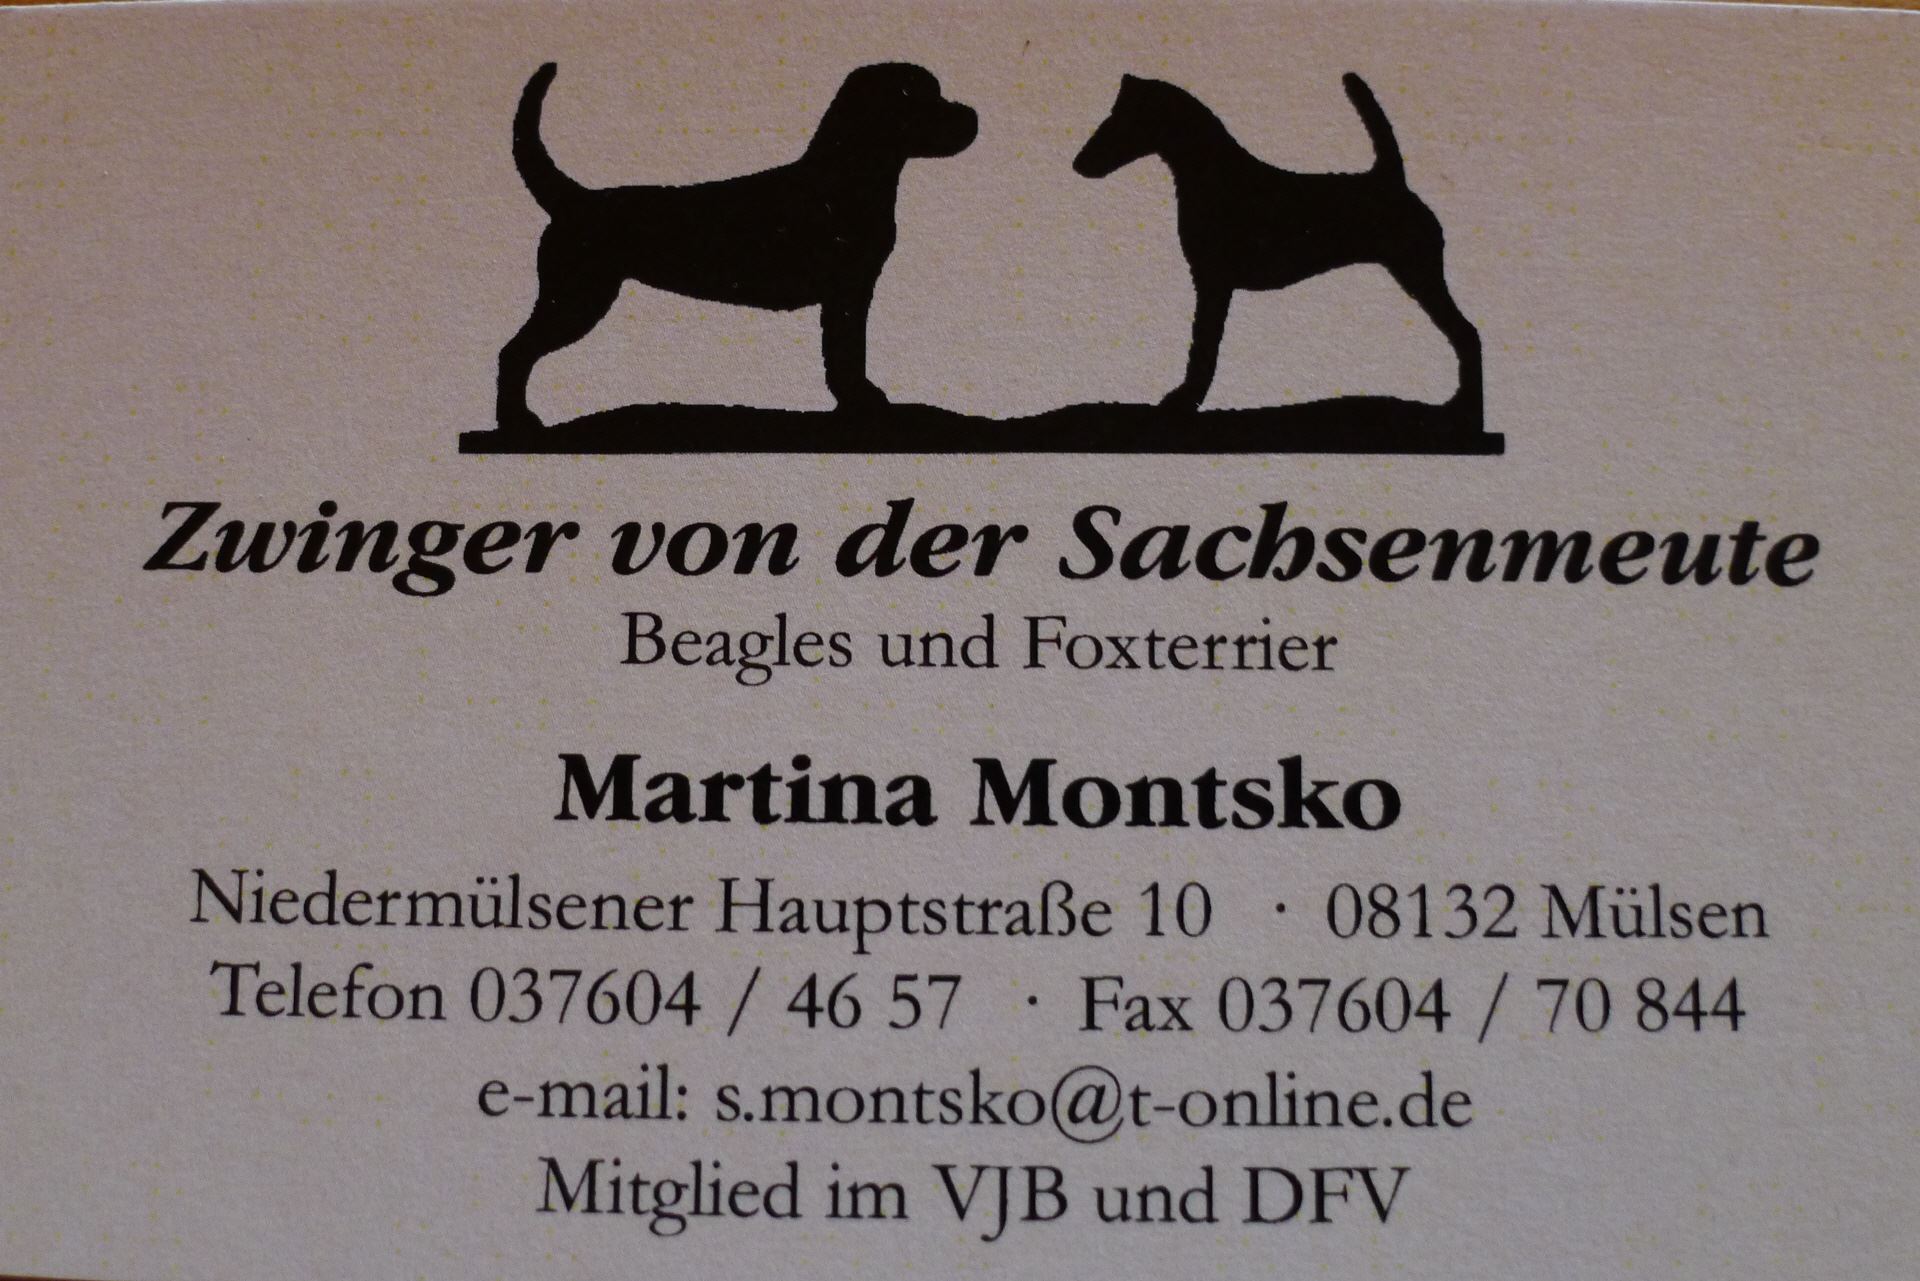 Zwinger von der Sachsenmeute
Beagles und Foxterrier
Martina Montsko
Niedermülsener Hauptstraße 10 · 08132 Mülsen
Telefon 037604 / 46 57 · Fax 037604 / 70 844
e-mail: s.montsko@t-online.de
Mitglied im VJB und DFV